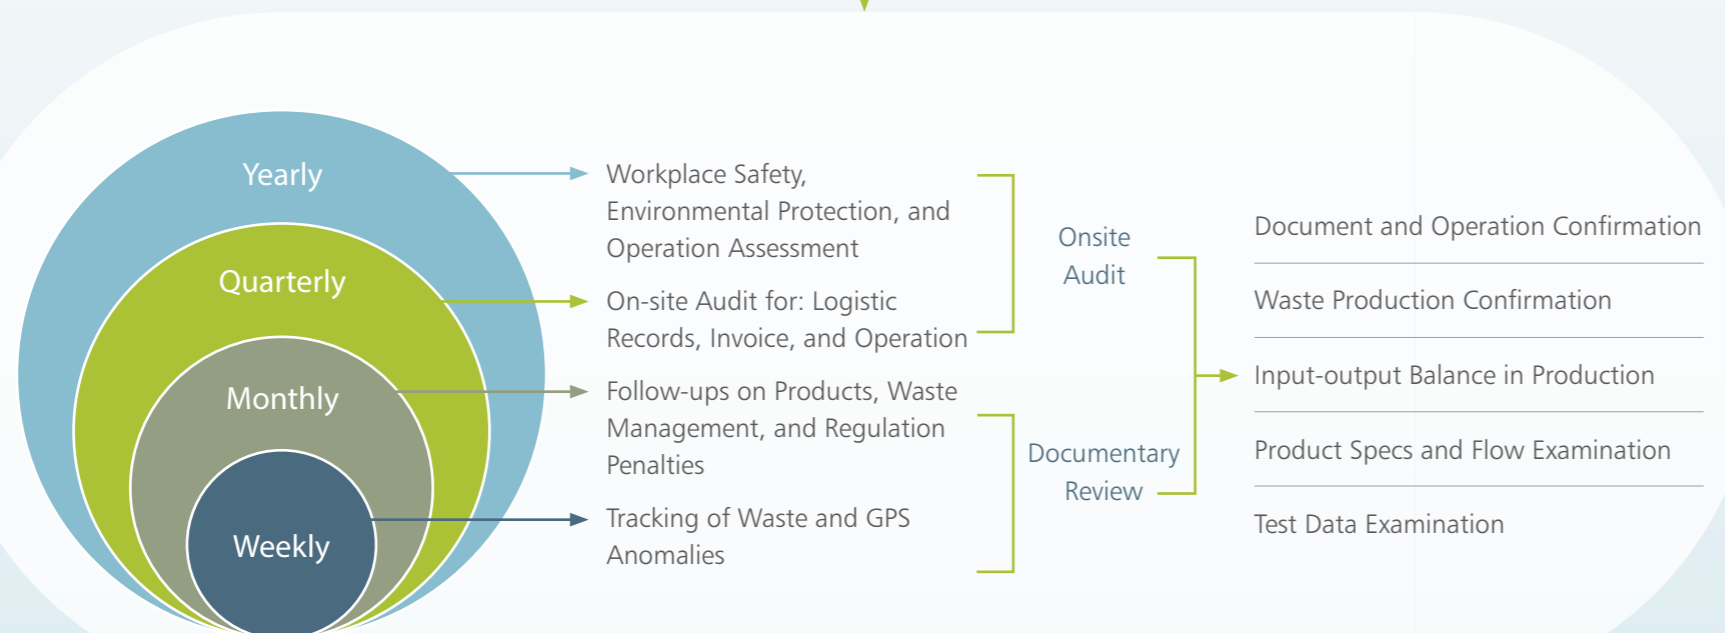 Yearly
Quarterly
Monthly
Weekly
Workplace Safety,
Environmental Protection, and
Operation Assessment
On-site Audit for: Logistic
Records, Invoice, and Operation
Follow-ups on Products, Waste
Management, and Regulation
Penalties
Tracking of Waste and GPS
Anomalies
Onsite
Audit
Documentary
Review
Document and Operation Confirmation
Waste Production Confirmation
Input-output Balance in Production
Product Specs and Flow Examination
Test Data Examination